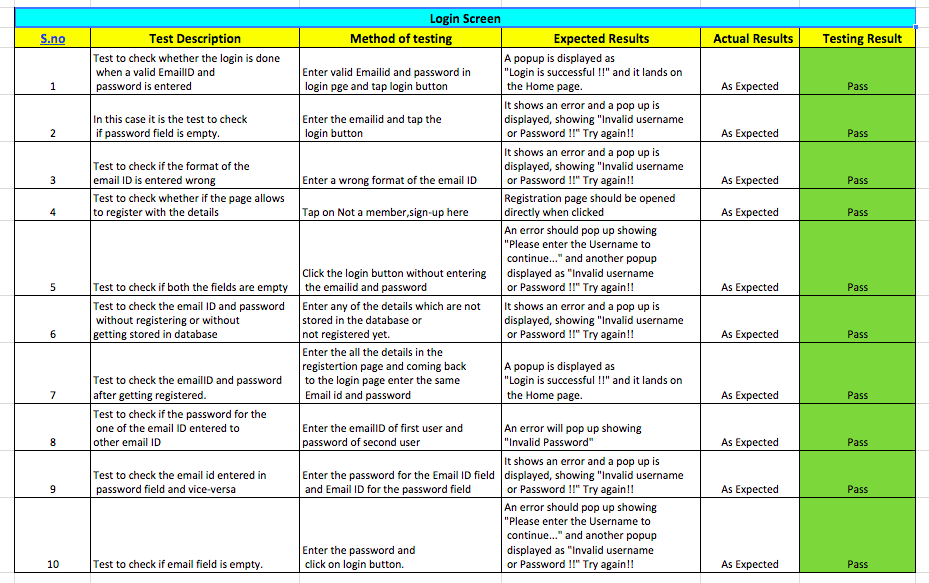 Login Screen
S.no Test Description Method of testing Expected Results Actual Results Testing Result
1
Test to check whether the login is done
when a valid EmailID and
password is entered
Enter valid Emailid and password in
login pge and tap login button
A popup is displayed as
"Login is successful !!" and it lands on
the Home page.
As Expected
Pass
2
In this case it is the test to check
if password field is empty.
Enter the emailid and tap the
login button
It shows an error and a pop up is
displayed, showing "Invalid username
or Password !!" Try again!!
As Expected
Pass
3
Test to check if the format of the
email ID is entered wrong
Enter a wrong format of the email ID
It shows an error and a pop up is
displayed, showing "Invalid username
or Password !!" Try again!!
As Expected
Pass
4
Test to check whether if the page allows
to register with the details
Tap on Not a member,sign-up here
Registration page should be opened
directly when clicked
As Expected
Pass
5
Test to check if both the fields are empty
Click the login button without entering
the emailid and password
An error should pop up showing
"Please enter the Username to
continue..." and another popup
displayed as "Invalid username
or Password !!" Try again!!
As Expected
Pass
6
Test to check the email ID and password
without registering or without
getting stored in database
Enter any of the details which are not
stored in the database or
not registered yet.
It shows an error and a pop up is
displayed, showing "Invalid username
or Password !!" Try again!!
As Expected
Pass
7
Test to check the emailID and password
after getting registered.
Enter the all the details in the
registertion page and coming back
to the login page enter the same
Email id and password
A popup is displayed as
"Login is successful !!" and it lands on
the Home page.
As Expected
Pass
8
Test to check if the password for the
one of the email ID entered to
other email ID
Enter the emailID of first user and
password of second user
An error will pop up showing
"Invalid Password"
As Expected
Pass
9
Test to check the email id entered in
password field and vice-versa
Enter the password for the Email ID field
and Email ID for the password field
It shows an error and a pop up is
displayed, showing "Invalid username
or Password !!" Try again!!
As Expected
Pass
10
Test to check if email field is empty.
Enter the password and
click on login button.
An error should pop up showing
"Please enter the Username to
continue..." and another popup
displayed as "Invalid username
or Password !!" Try again!!
As Expected
Pass